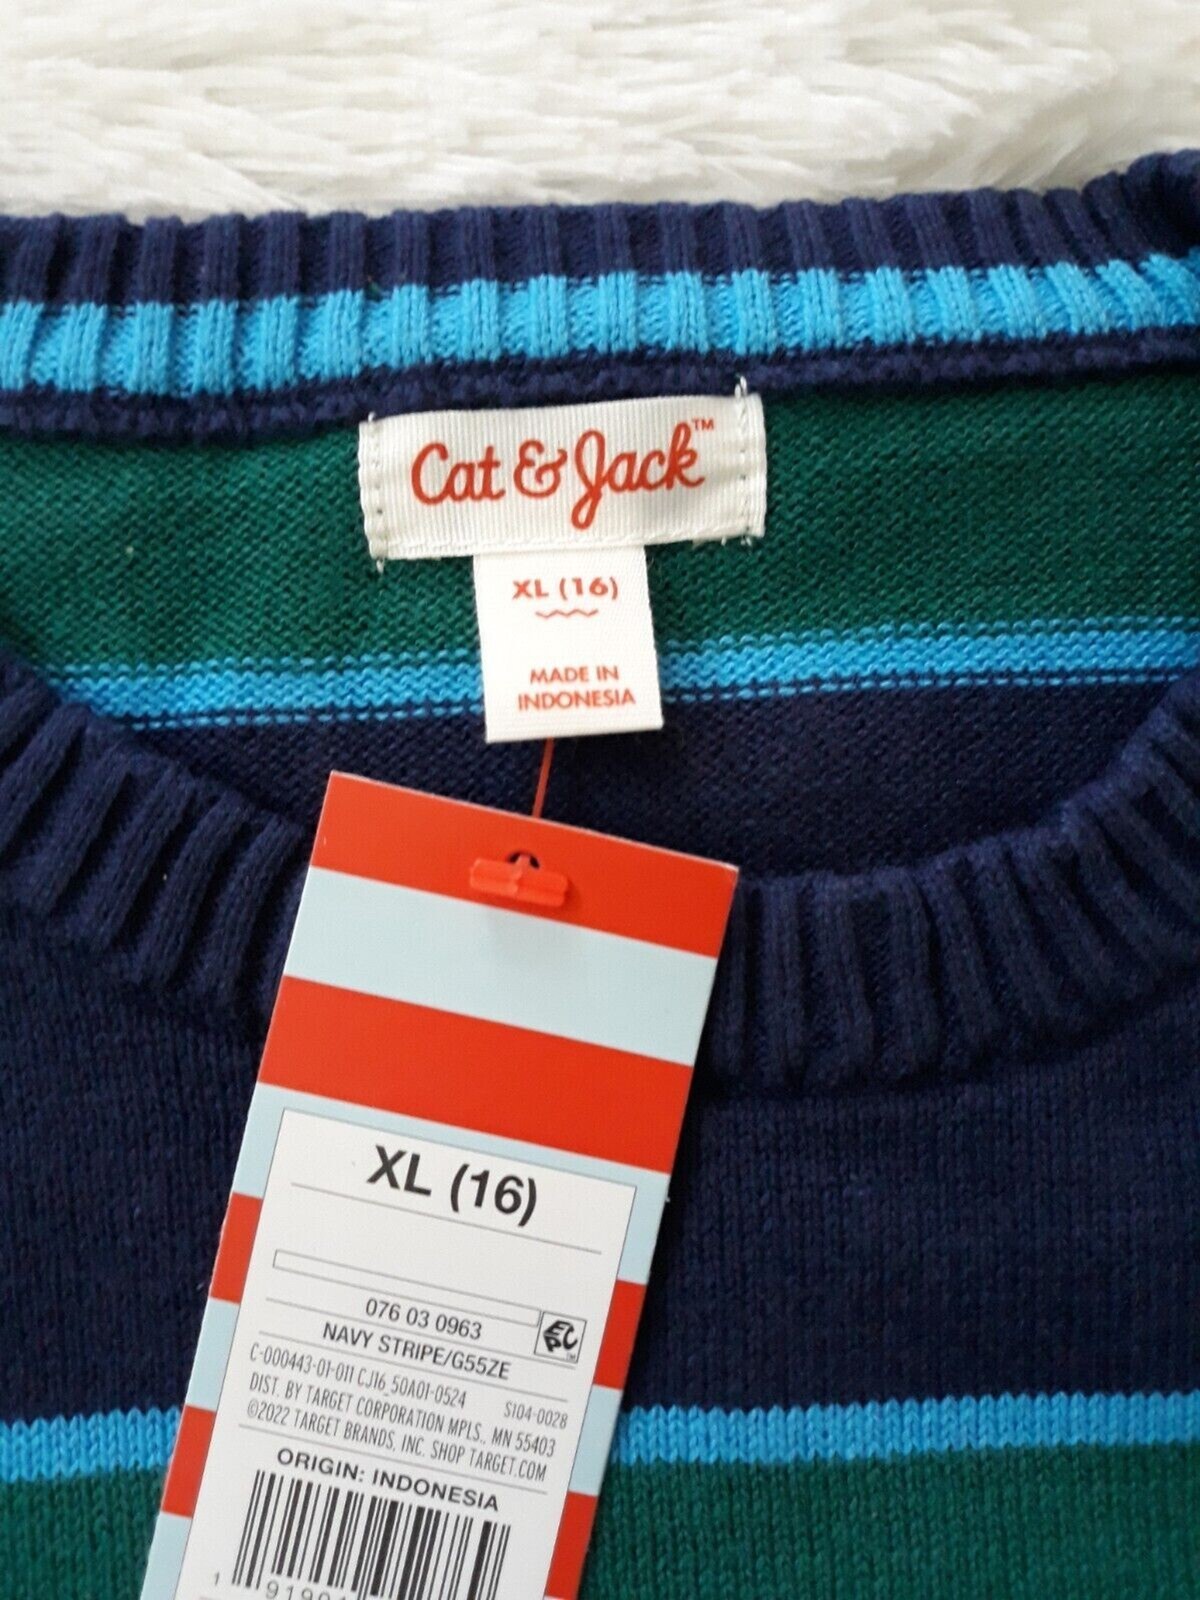 Cat & Jack™
XL (16)
MADE IN
INDONESIA
XL (16)
076 03 0963
NAVY STRIPE/G55ZE
EPC™
C-000443-01-011 CJ16_50A01-0524
S104-0028
DIST. BY TARGET CORPORATION MPLS., MN 55403
©2022 TARGET BRANDS, INC. SHOP TARGET.COM
ORIGIN: INDONESIA
1